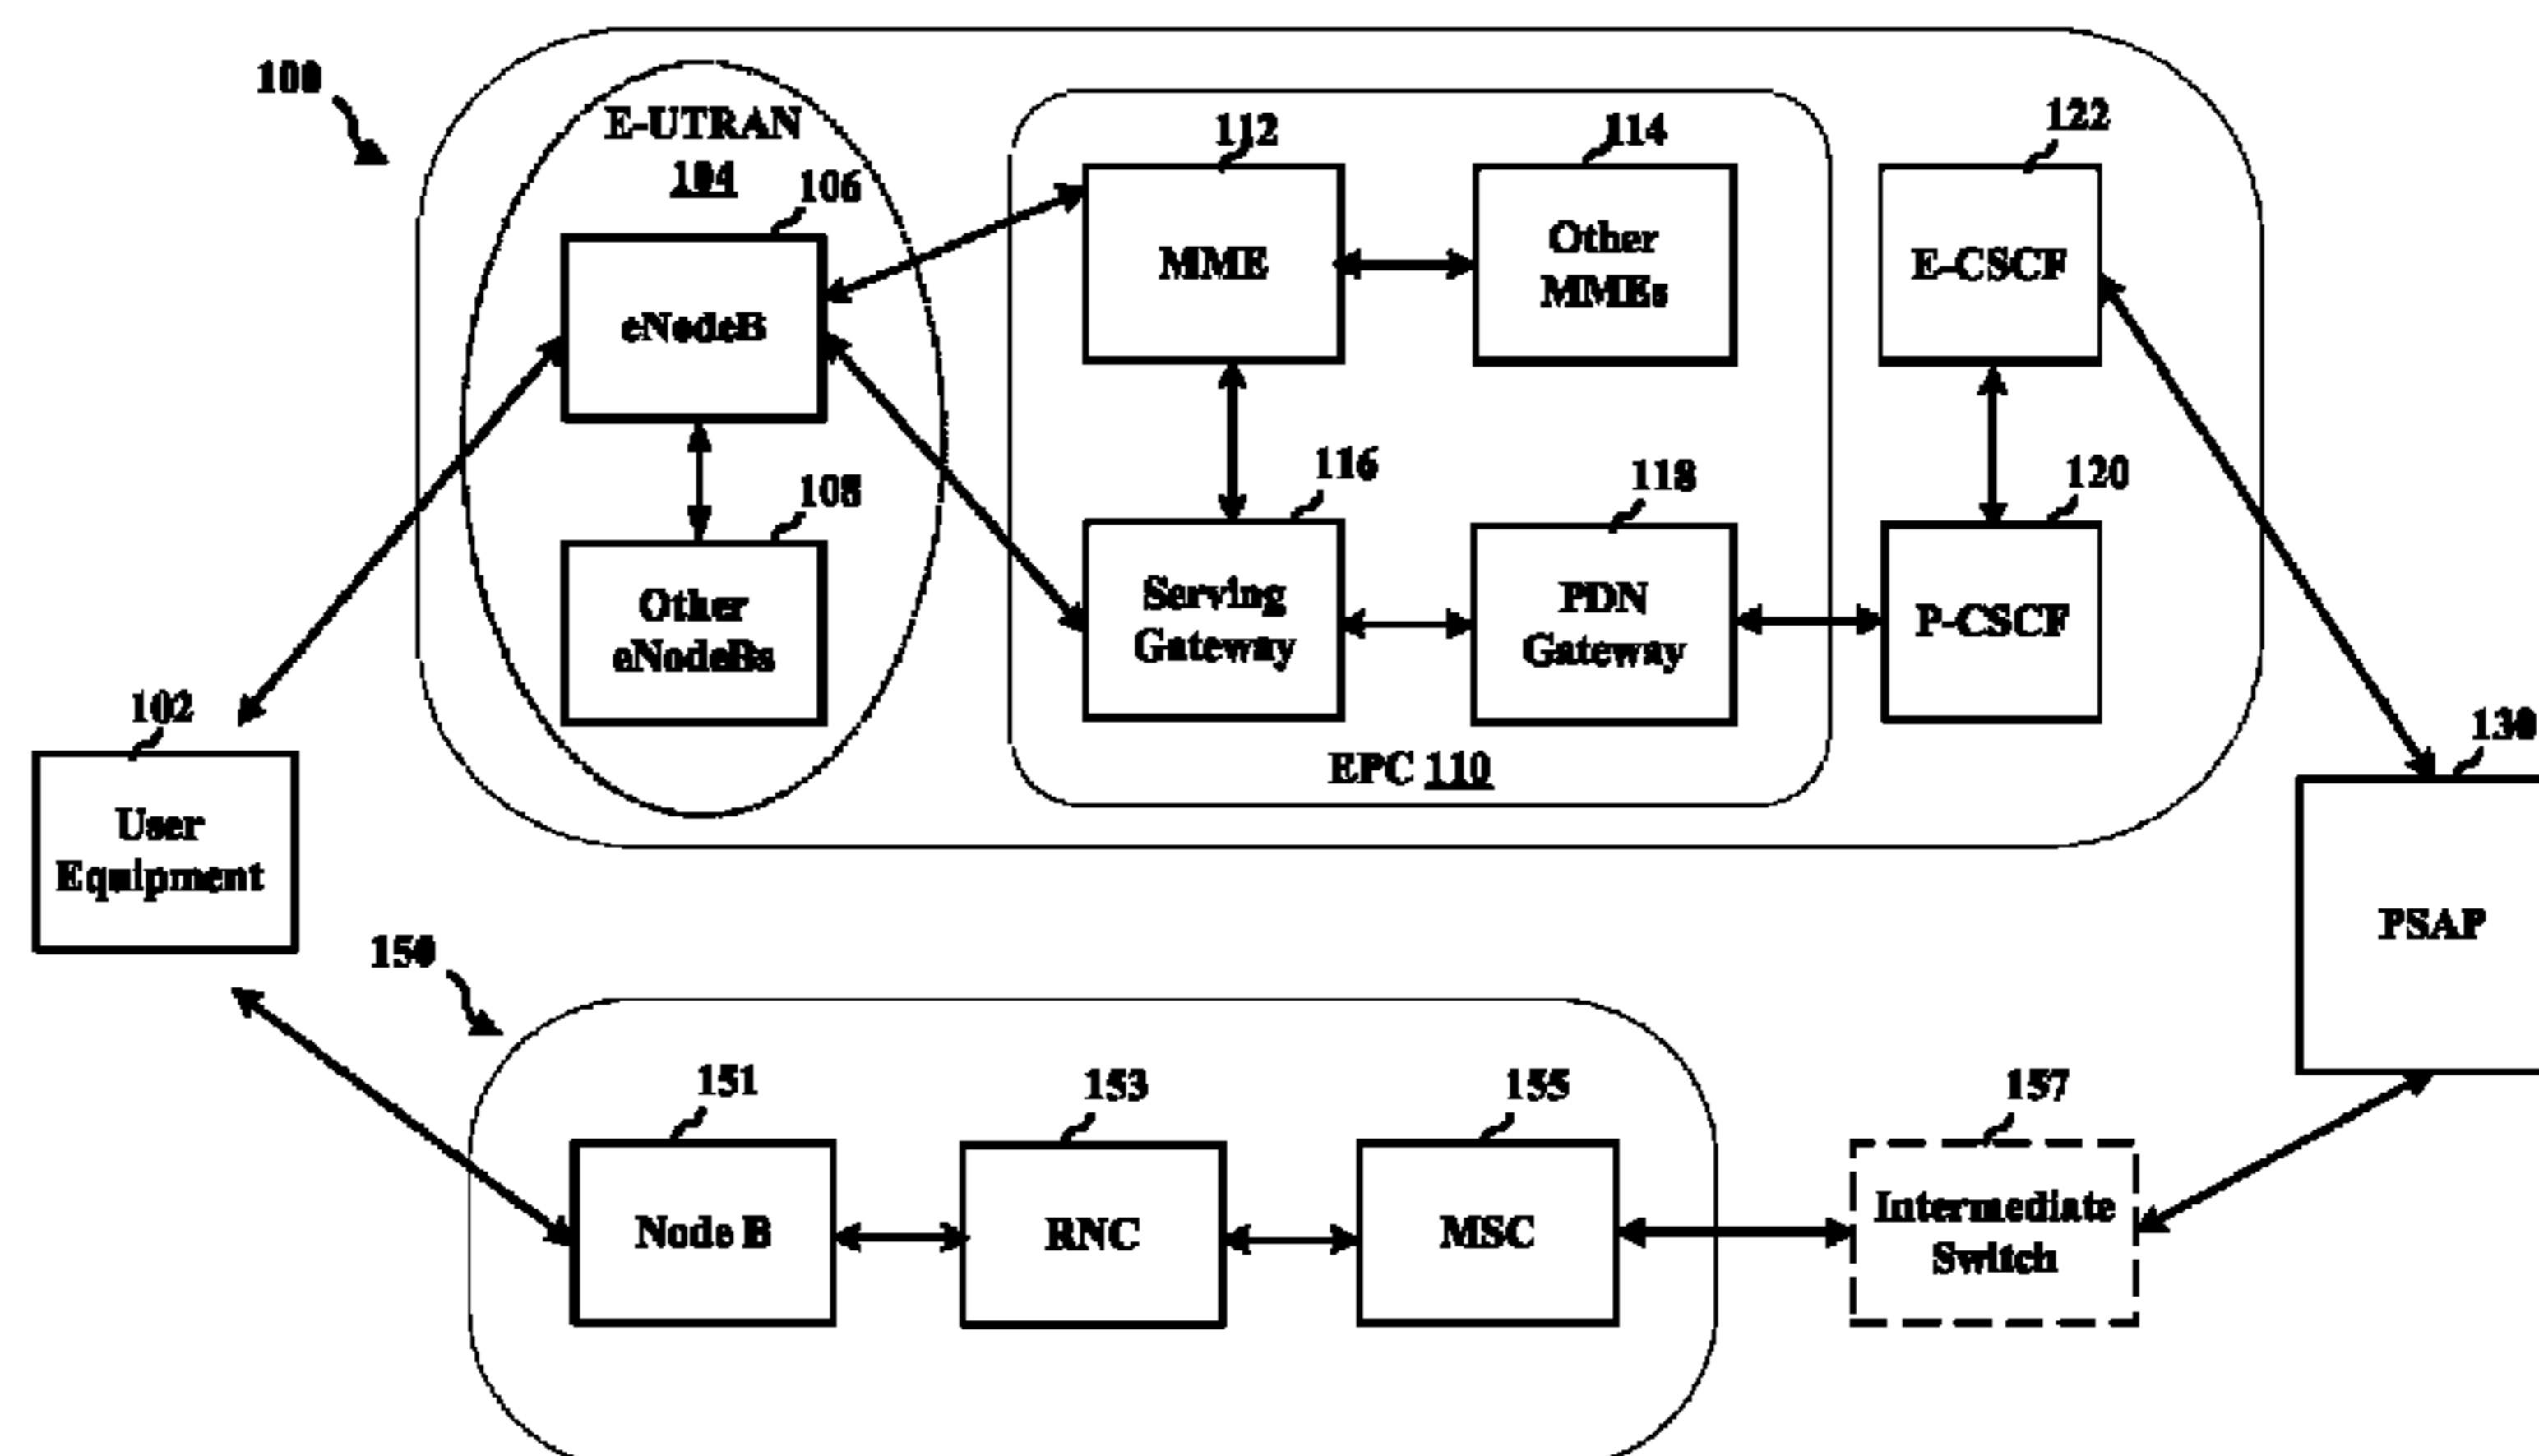 100
E-UTRAN
104
106
eNodeB
108
Other
eNodeBs
112
MME
114
Other
MMEs
122
E-CSCF
116
Serving
Gateway
118
PDN
Gateway
120
P-CSCF
EPC 110
102
User
Equipment
130
PSAP
150
151
Node B
153
RNC
155
MSC
157
Intermediate
Switch